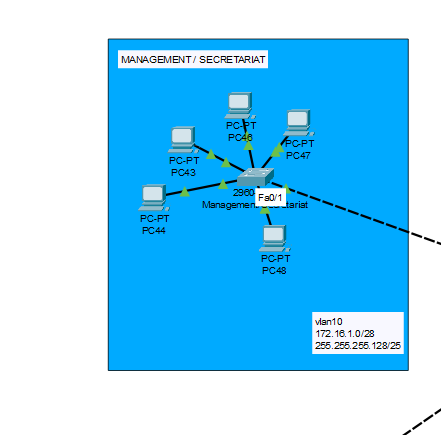 MANAGEMENT / SECRETARIAT
PC-PT
PC46
PC-PT
PC47
PC-PT
PC43
PC-PT
PC44
2960
Fa0/1
Management
PC-PT
PC48
vlan10
172.16.1.0/28
255.255.255.128/25